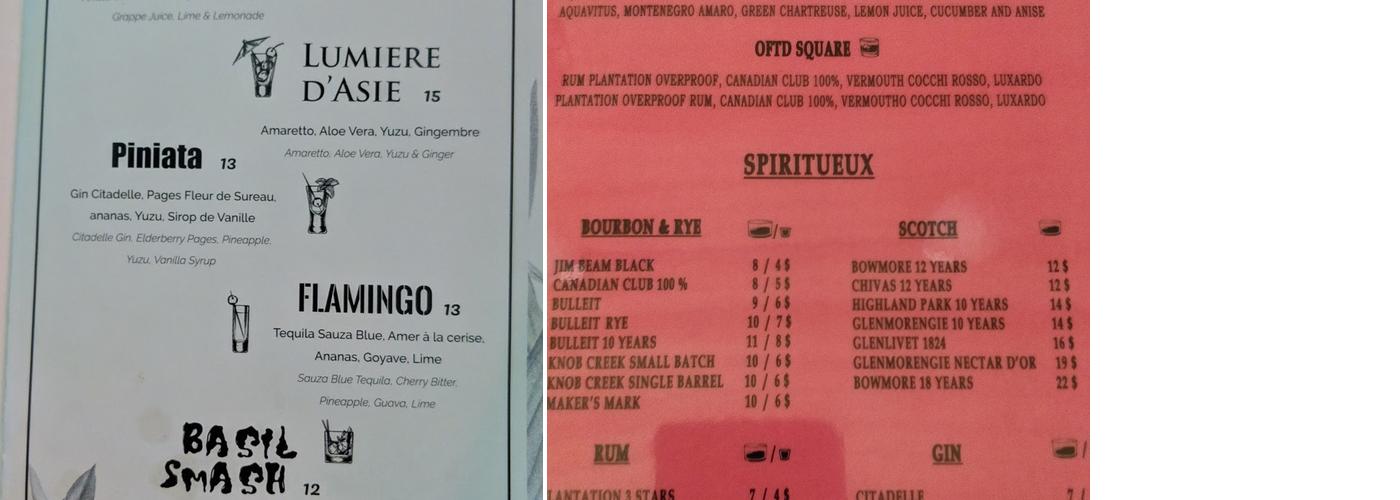 Grappe Juice, Lime & Lemonade
LUMIERE
D'ASIE 15
Amaretto, Aloe Vera, Yuzu, Gingembre
Amaretto, Aloe Vera, Yuzu & Ginger
Piniata 13
Gin Citadelle, Pages Fleur de Sureau,
ananas, Yuzu, Sirop de Vanille
Citadelle Gin, Elderberry Pages, Pineapple,
Yuzu, Vanilla Syrup
FLAMINGO 13
Tequila Sauza Blue, Amer à la cerise,
Ananas, Goyave, Lime
Sauza Blue Tequila, Cherry Bitter,
Pineapple, Guava, Lime
BASIL
SMASH 12
AQUAVITUS, MONTENEGRO AMARO, GREEN CHARTREUSE, LEMON JUICE, CUCUMBER AND ANISE
OFTD SQUARE
RUM PLANTATION OVERPROOF, CANADIAN CLUB 100%, VERMOUTH COCCHI ROSSO, LUXARDO
PLANTATION OVERPROOF RUM, CANADIAN CLUB 100%, VERMOUTHO COCCHI ROSSO, LUXARDO
SPIRITUEUX
BOURBON & RYE /
JIM BEAM BLACK 8 / 4 $
CANADIAN CLUB 100 % 8 / 5 $
BULLEIT 9 / 6 $
BULLEIT RYE 10 / 7 $
BULLEIT 10 YEARS 11 / 8 $
KNOB CREEK SMALL BATCH 10 / 6 $
KNOB CREEK SINGLE BARREL 10 / 6 $
MAKER'S MARK 10 / 6 $
SCOTCH
BOWMORE 12 YEARS 12 $
CHIVAS 12 YEARS 12 $
HIGHLAND PARK 10 YEARS 14 $
GLENMORENGIE 10 YEARS 14 $
GLENLIVET 1824 16 $
GLENMORENGIE NECTAR D'OR 19 $
BOWMORE 18 YEARS 22 $
RUM /
LANTATION 3 STARS 7 / 4 $
GIN /
CITADELLE 7 /